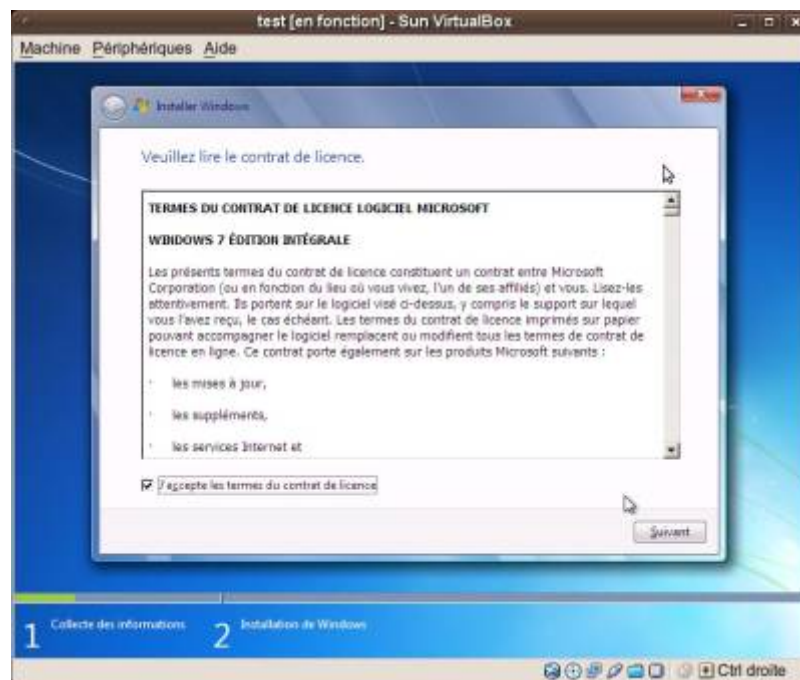 test [en fonction] - Sun VirtualBox
Machine Périphériques Aide
Installer Windows
Veuillez lire le contrat de licence.
TERMES DU CONTRAT DE LICENCE LOGICIEL MICROSOFT
WINDOWS 7 ÉDITION INTÉGRALE
Les présents termes du contrat de licence constituent un contrat entre Microsoft
Corporation (ou en fonction du lieu où vous vivez, l'un de ses affiliés) et vous. Lisez-les
attentivement. Ils portent sur le logiciel visé ci-dessus, y compris le support sur lequel
vous l'avez reçu, le cas échéant. Les termes du contrat de licence imprimés sur papier
pouvant accompagner le logiciel remplacent ou modifient tous les termes de contrat de
licence en ligne. Ce contrat porte également sur les produits Microsoft suivants :
· les mises à jour,
· les suppléments,
· les services Internet et
J'accepte les termes du contrat de licence
Suivant
1 Collecte des informations 2 Installation de Windows
Ctrl droite